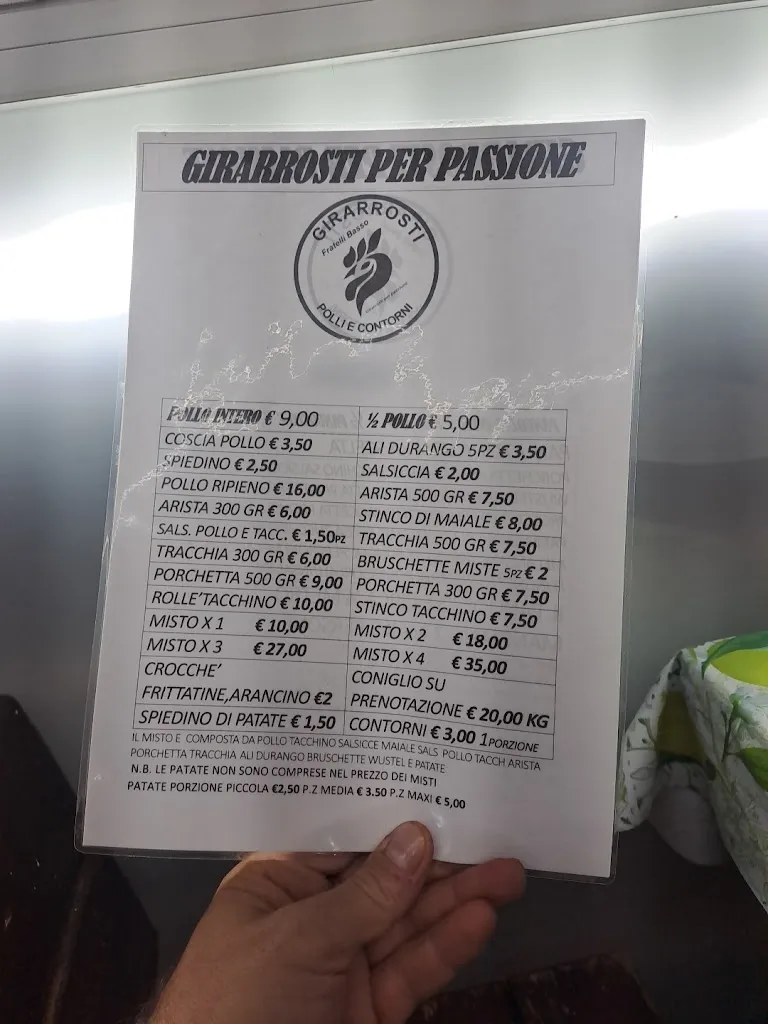 GIRARROSTI PER PASSIONE
GIRARROSTI
Fratelli Basso
POLLI E CONTORNI
POLLO INTERO € 9,00 ½ POLLO € 5,00
COSCIA POLLO € 3,50 ALI DURANGO 5PZ € 3,50
SPIEDINO € 2,50 SALSICCIA € 2,00
POLLO RIPIENO € 16,00 ARISTA 500 GR € 7,50
ARISTA 300 GR € 6,00 STINCO DI MAIALE € 8,00
SALS. POLLO E TACC. € 1,50PZ TRACCHIA 500 GR € 7,50
TRACCHIA 300 GR € 6,00 BRUSCHETTE MISTE 5PZ € 2
PORCHETTA 500 GR € 9,00 PORCHETTA 300 GR € 7,50
ROLLE'TACCHINO € 10,00 STINCO TACCHINO € 7,50
MISTO X 1 € 10,00 MISTO X 2 € 18,00
MISTO X 3 € 27,00 MISTO X 4 € 35,00
CROCCHE' CONIGLIO SU
FRITTATINE,ARANCINO €2 PRENOTAZIONE € 20,00 KG
SPIEDINO DI PATATE € 1,50 CONTORNI € 3,00 1PORZIONE
IL MISTO E COMPOSTA DA POLLO TACCHINO SALSICCE MAIALE SALS POLLO TACCH ARISTA
PORCHETTA TRACCHIA ALI DURANGO BRUSCHETTE WUSTEL E PATATE
N.B. LE PATATE NON SONO COMPRESE NEL PREZZO DEI MISTI
PATATE PORZIONE PICCOLA €2,50 P.Z MEDIA € 3.50 P.Z MAXI € 5,00